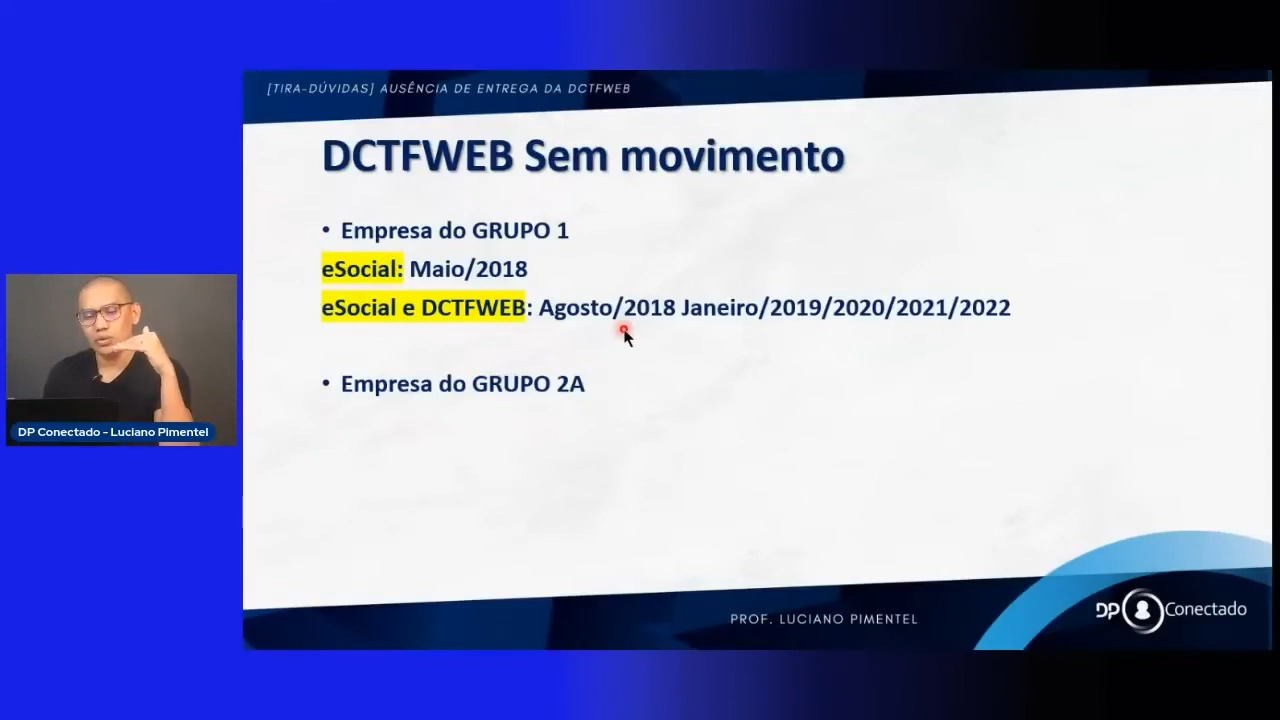 [TIRA-DÚVIDAS] AUSÊNCIA DE ENTREGA DA DCTFWEB
DCTFWEB Sem movimento
• Empresa do GRUPO 1
eSocial: Maio/2018
eSocial e DCTFWEB: Agosto/2018 Janeiro/2019/2020/2021/2022
• Empresa do GRUPO 2A
DP Conectado - Luciano Pimentel
PROF. LUCIANO PIMENTEL
DP Conectado